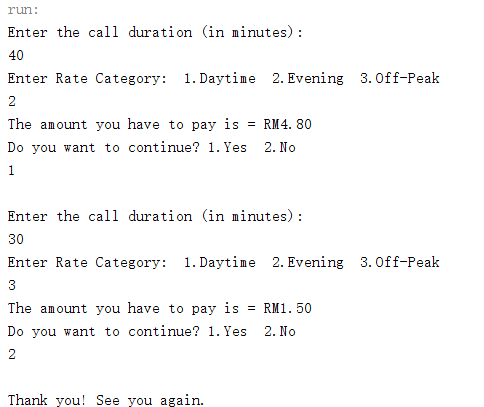 run:
Enter the call duration (in minutes):
40
Enter Rate Category:  1.Daytime  2.Evening  3.Off-Peak
2
The amount you have to pay is = RM4.80
Do you want to continue? 1.Yes  2.No
1
Enter the call duration (in minutes):
30
Enter Rate Category:  1.Daytime  2.Evening  3.Off-Peak
3
The amount you have to pay is = RM1.50
Do you want to continue? 1.Yes  2.No
2
Thank you! See you again.